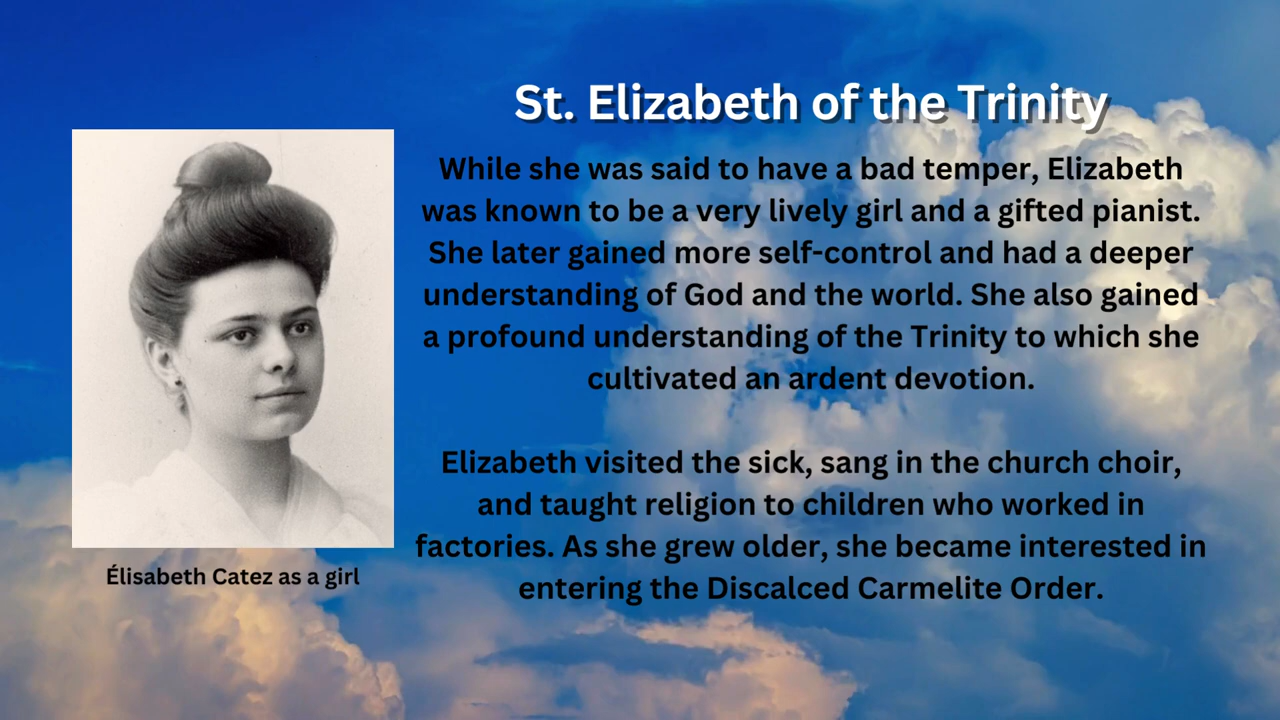 St. Elizabeth of the Trinity
While she was said to have a bad temper, Elizabeth
was known to be a very lively girl and a gifted pianist.
She later gained more self-control and had a deeper
understanding of God and the world. She also gained
a profound understanding of the Trinity to which she
cultivated an ardent devotion.
Elizabeth visited the sick, sang in the church choir,
and taught religion to children who worked in
factories. As she grew older, she became interested in
entering the Discalced Carmelite Order.
Élisabeth Catez as a girl